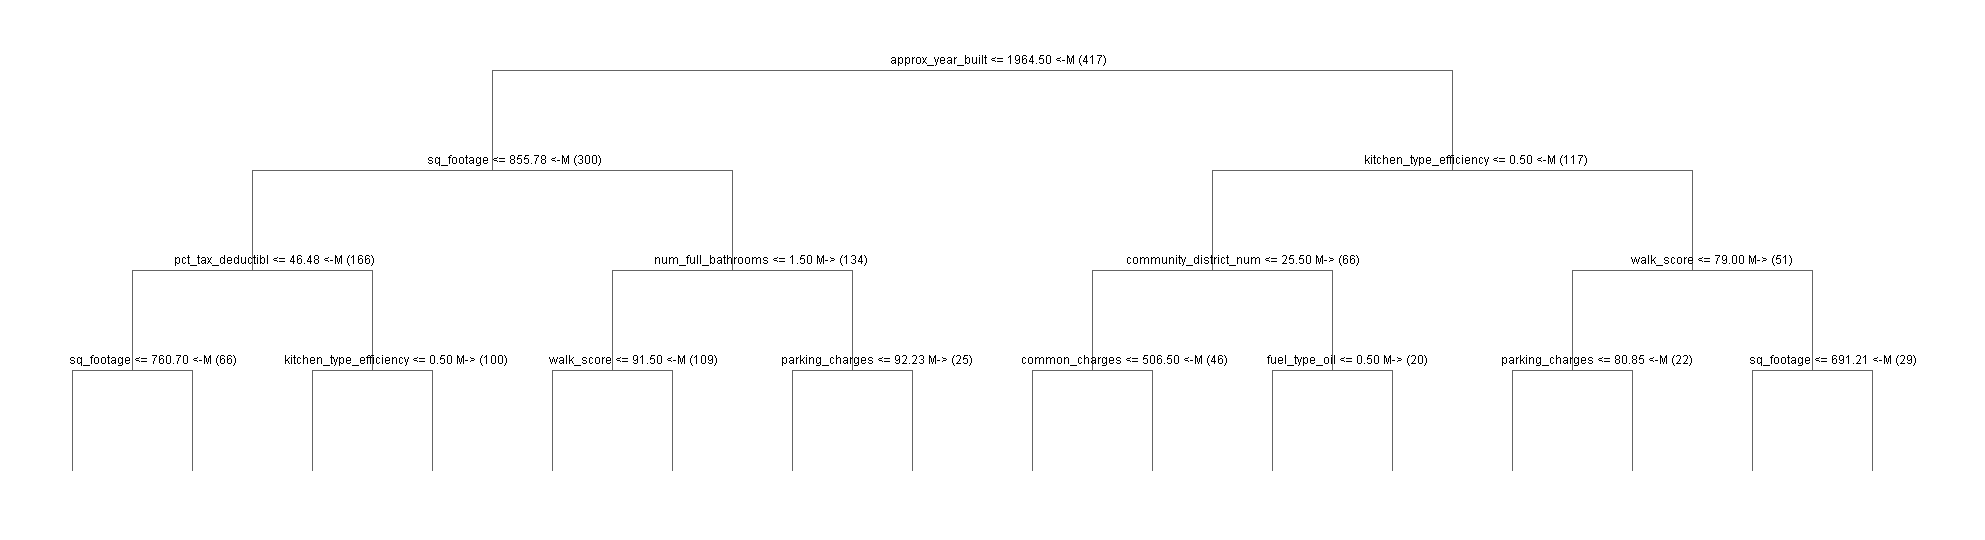 approx_year_built <= 1964.50 <-M (417)
sq_footage <= 855.78 <-M (300)
kitchen_type_efficiency <= 0.50 <-M (117)
pct_tax_deductibl <= 46.48 <-M (166)
num_full_bathrooms <= 1.50 M-> (134)
community_district_num <= 25.50 M-> (66)
walk_score <= 79.00 M-> (51)
sq_footage <= 760.70 <-M (66)
kitchen_type_efficiency <= 0.50 M-> (100)
walk_score <= 91.50 <-M (109)
parking_charges <= 92.23 M-> (25)
common_charges <= 506.50 <-M (46)
fuel_type_oil <= 0.50 M-> (20)
parking_charges <= 80.85 <-M (22)
sq_footage <= 691.21 <-M (29)